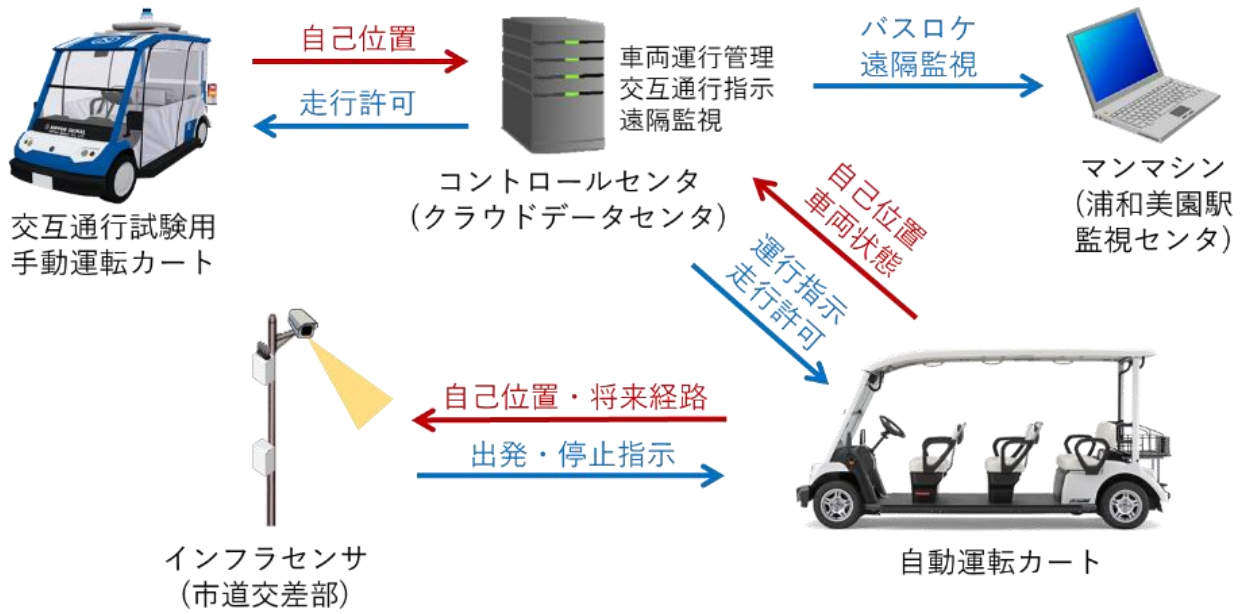 自己位置
走行許可
車両運行管理
交互通行指示
遠隔監視
バスロケ
遠隔監視
交互通行試験用
手動運転カート
コントロールセンタ
(クラウドデータセンタ)
マンマシン
(浦和美園駅
監視センタ)
自己位置
車両状態
運行指示
走行許可
自己位置・将来経路
出発・停止指示
インフラセンサ
(市道交差部)
自動運転カート